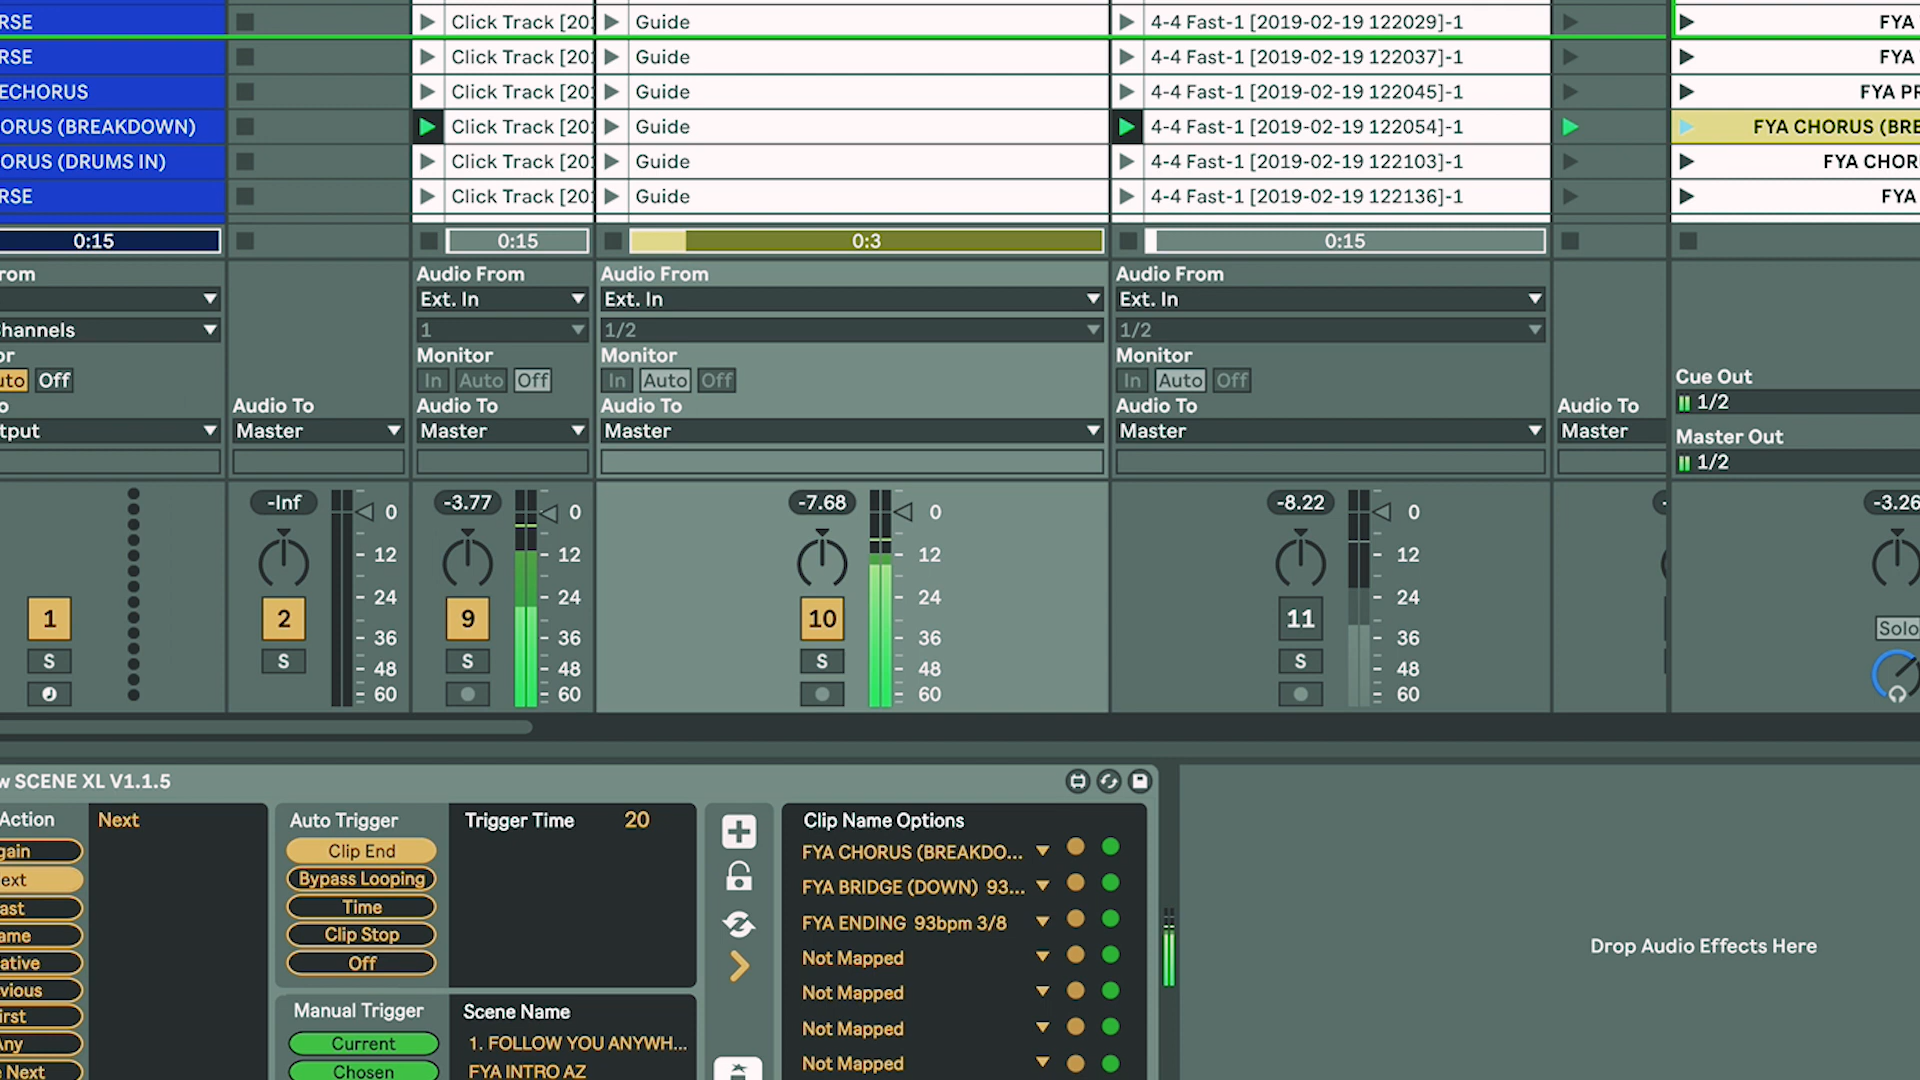 RSE Click Track [20 Guide 4-4 Fast-1 [2019-02-19 122029]-1 FYA
RSE Click Track [20 Guide 4-4 Fast-1 [2019-02-19 122037]-1 FYA
ECHORUS Click Track [20 Guide 4-4 Fast-1 [2019-02-19 122045]-1 FYA PR
ORUS (BREAKDOWN) Click Track [20 Guide 4-4 Fast-1 [2019-02-19 122054]-1 FYA CHORUS (BRE
ORUS (DRUMS IN) Click Track [20 Guide 4-4 Fast-1 [2019-02-19 122103]-1 FYA CHOR
RSE Click Track [20 Guide 4-4 Fast-1 [2019-02-19 122136]-1 FYA
0:15 0:15 0:3 0:15
rom Audio From Audio From Audio From
Ext. In Ext. In Ext. In
hannels 1 1/2 1/2
or Monitor Monitor Monitor
uto Off In Auto Off In Auto Off In Auto Off Cue Out
1/2
o Audio To Audio To Audio To Audio To Audio To
tput Master Master Master Master Master
Master Out
1/2
-Inf -3.77 -7.68 -8.22 -3.26
0 0 0 0
12 12 12 12
24 24 24 24
1 2 9 10 11 Solo
36 36 36 36
S S S S S
48 48 48 48
60 60 60 60
w SCENE XL V1.1.5
Action
gain
ext
ast
ame
ative
vious
irst
Any
e Next
Next
Auto Trigger
Clip End
Bypass Looping
Time
Clip Stop
Off
Manual Trigger
Current
Chosen
Trigger Time 20
Scene Name
1. FOLLOW YOU ANYWH...
FYA INTRO AZ
Clip Name Options
FYA CHORUS (BREAKDO...
FYA BRIDGE (DOWN) 93...
FYA ENDING 93bpm 3/8
Not Mapped
Not Mapped
Not Mapped
Not Mapped
Drop Audio Effects Here